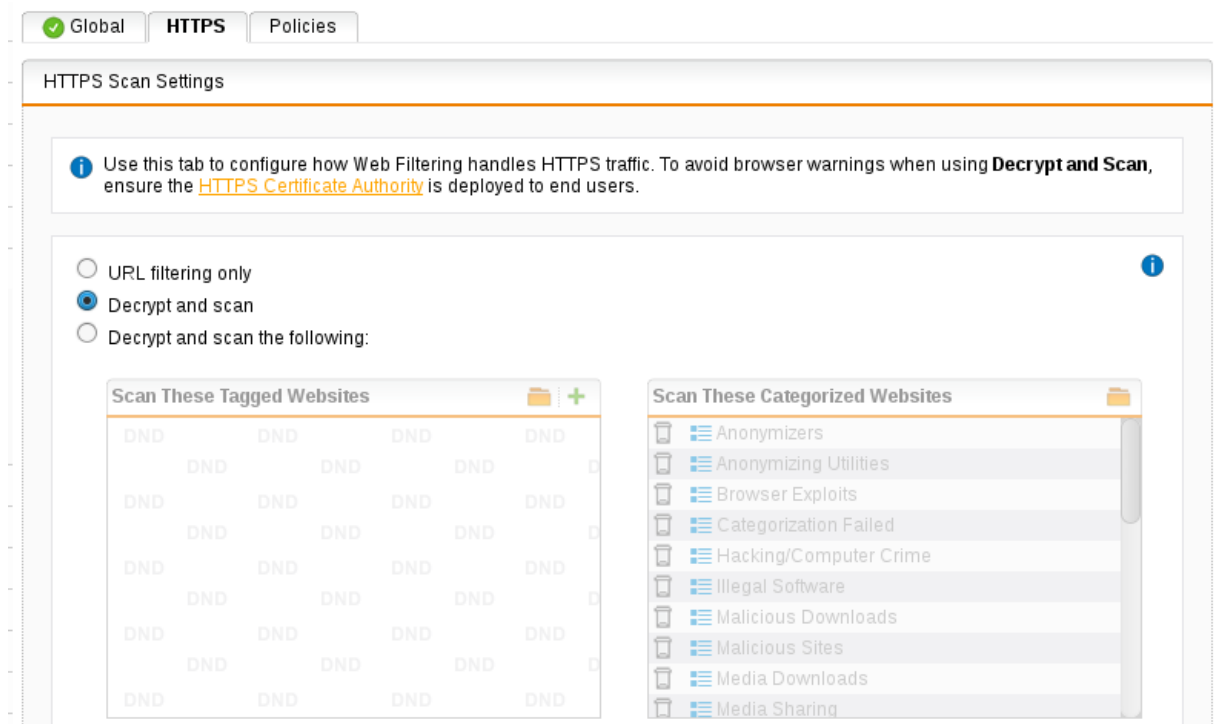 Global HTTPS Policies
HTTPS Scan Settings
Use this tab to configure how Web Filtering handles HTTPS traffic. To avoid browser warnings when using Decrypt and Scan,
ensure the HTTPS Certificate Authority is deployed to end users.
URL filtering only
Decrypt and scan
Decrypt and scan the following:
Scan These Tagged Websites
DND DND DND DND
DND DND DND D
DND DND DND DND
DND DND DND D
DND DND DND DND
DND DND DND D
DND DND DND DND
DND DND DND D
DND DND DND DND
Scan These Categorized Websites
Anonymizers
Anonymizing Utilities
Browser Exploits
Categorization Failed
Hacking/Computer Crime
Illegal Software
Malicious Downloads
Malicious Sites
Media Downloads
Media Sharing